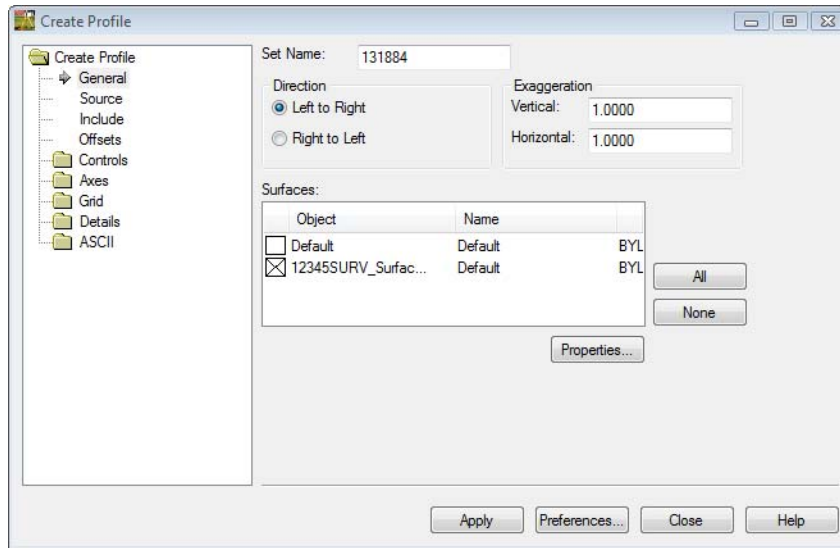 Create Profile
Create Profile
General
Source
Include
Offsets
Controls
Axes
Grid
Details
ASCII
Set Name: 131884
Direction
Left to Right
Right to Left
Exaggeration
Vertical: 1.0000
Horizontal: 1.0000
Surfaces:
Object Name
Default Default BYL
12345SURV_Surfac... Default BYL
All
None
Properties...
Apply Preferences... Close Help